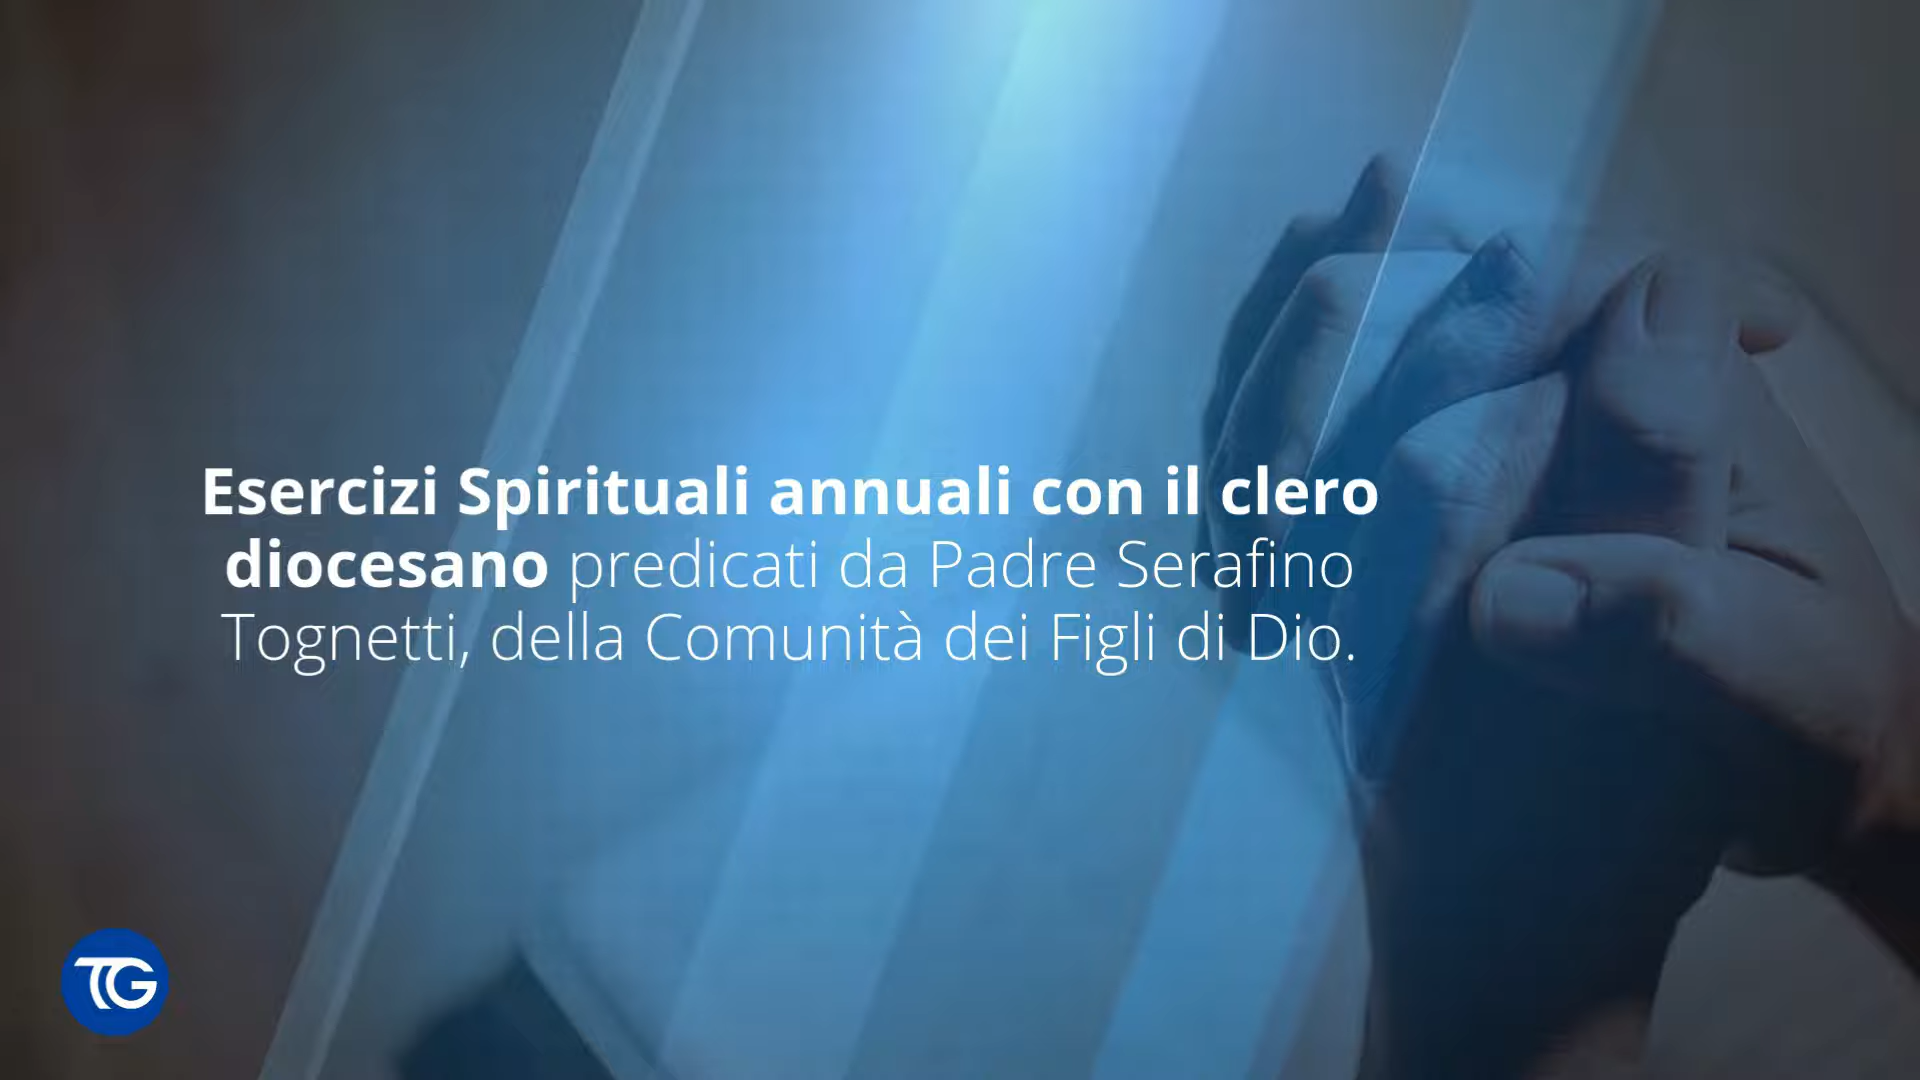 Esercizi Spirituali annuali con il clero
diocesano predicati da Padre Serafino
Tognetti, della Comunità dei Figli di Dio.
TG